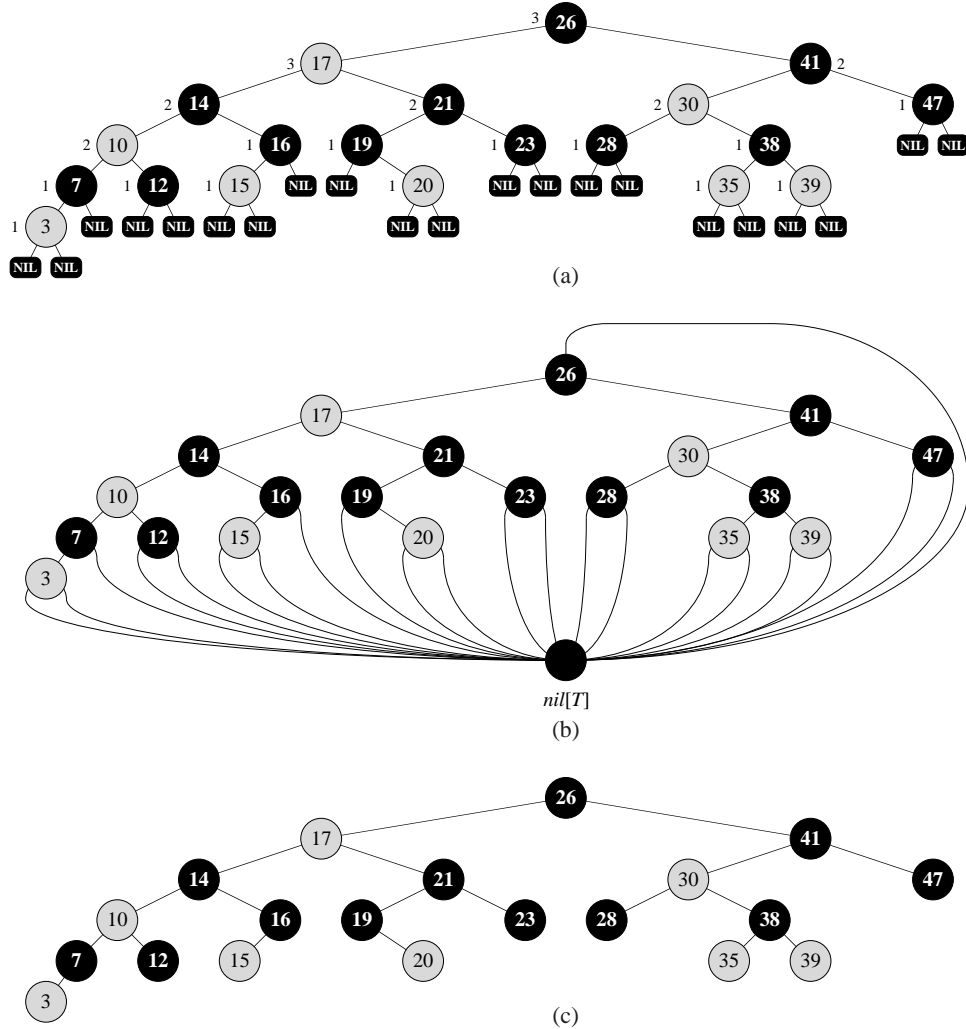 3 26
3 17 41 2
2 14 2 21 2 30 1 47
2 10 1 16 1 19 1 23 1 28 1 38 NIL NIL
1 7 1 12 1 15 NIL NIL 1 20 NIL NIL NIL NIL 1 35 1 39
1 3 NIL NIL NIL NIL NIL NIL NIL NIL NIL NIL NIL
NIL NIL
(a)
26
17 41
14 21 30 47
10 16 19 23 28 38
7 12 15 20 35 39
3
nil[T]
(b)
26
17 41
14 21 30 47
10 16 19 23 28 38
7 12 15 20 35 39
3
(c)